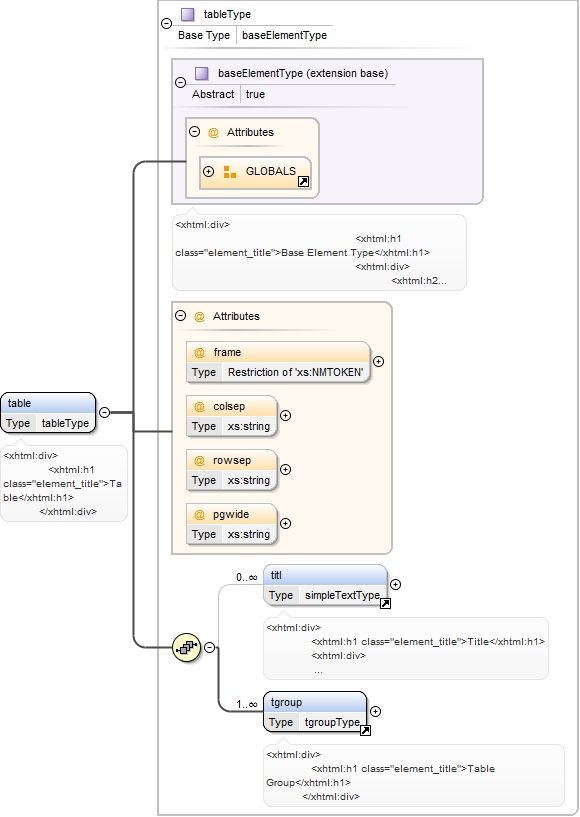 tableType
Base Type baseElementType
baseElementType (extension base)
Abstract true
@ Attributes
GLOBALS
<xhtml:div>
<xhtml:h1
class="element_title">Base Element Type</xhtml:h1>
<xhtml:div>
<xhtml:h2...
@ Attributes
@ frame
Type Restriction of 'xs:NMTOKEN'
@ colsep
Type xs:string
@ rowsep
Type xs:string
@ pgwide
Type xs:string
table
Type tableType
<xhtml:div>
<xhtml:h1
class="element_title">Ta
ble</xhtml:h1>
</xhtml:div>
0..∞
titl
Type simpleTextType
<xhtml:div>
<xhtml:h1 class="element_title">Title</xhtml:h1>
<xhtml:div>
...
1..∞
tgroup
Type tgroupType
<xhtml:div>
<xhtml:h1 class="element_title">Table
Group</xhtml:h1>
</xhtml:div>